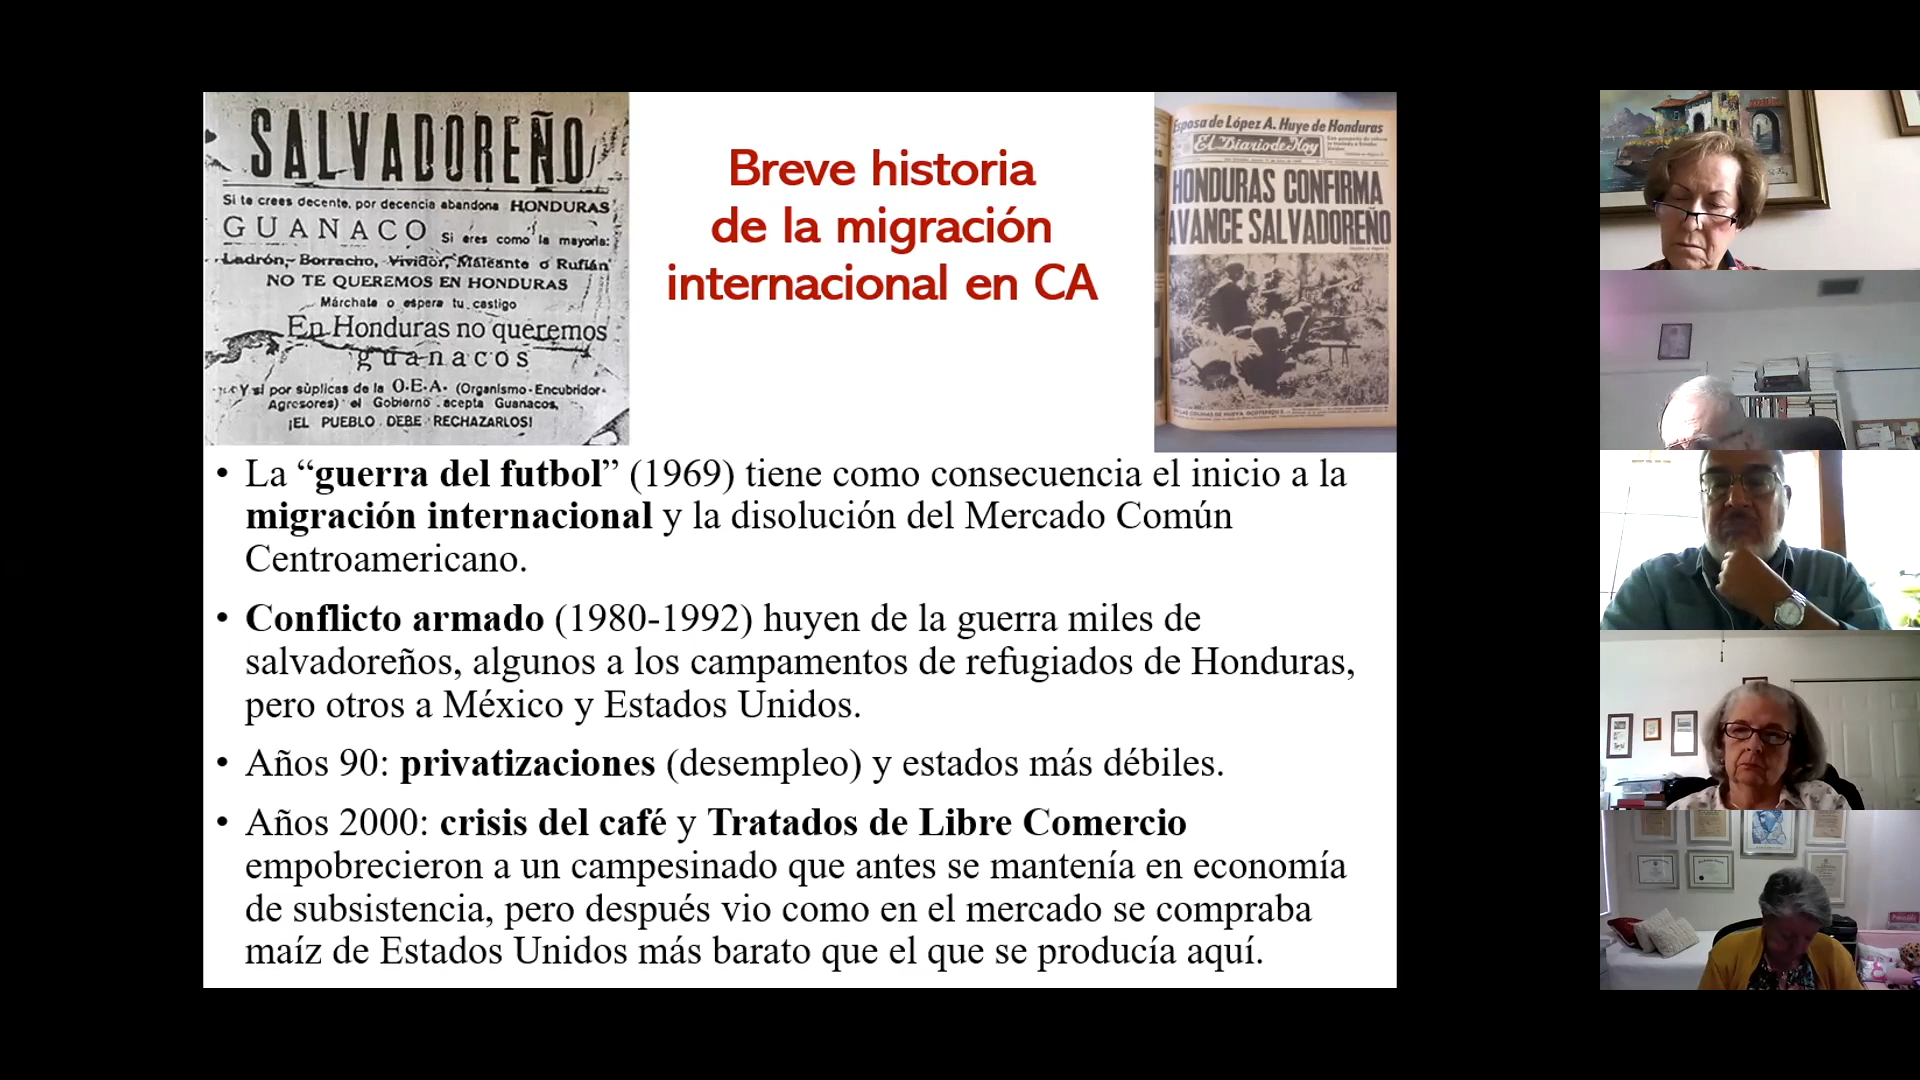 SALVADOREÑO
Si te crees decente, por decencia abandona HONDURAS
GUANACO Si eres como la mayoria:
Ladrón, Borracho, Vividor, Maleante o Rufián
NO TE QUEREMOS EN HONDURAS
Márchate o espera tu castigo
En Honduras no queremos
guanacos
Y si por súplicas de la O.E.A. (Organismo-Encubridor-
Agresores) el Gobierno acepta Guanacos,
¡EL PUEBLO DEBE RECHAZARLOS!
Breve historia
de la migración
internacional en CA
Esposa de López A. Huye de Honduras
El Diario de Hoy
HONDURAS CONFIRMA
AVANCE SALVADOREÑO
• La “guerra del futbol” (1969) tiene como consecuencia el inicio a la
migración internacional y la disolución del Mercado Común
Centroamericano.
• Conflicto armado (1980-1992) huyen de la guerra miles de
salvadoreños, algunos a los campamentos de refugiados de Honduras,
pero otros a México y Estados Unidos.
• Años 90: privatizaciones (desempleo) y estados más débiles.
• Años 2000: crisis del café y Tratados de Libre Comercio
empobrecieron a un campesinado que antes se mantenía en economía
de subsistencia, pero después vio como en el mercado se compraba
maíz de Estados Unidos más barato que el que se producía aquí.